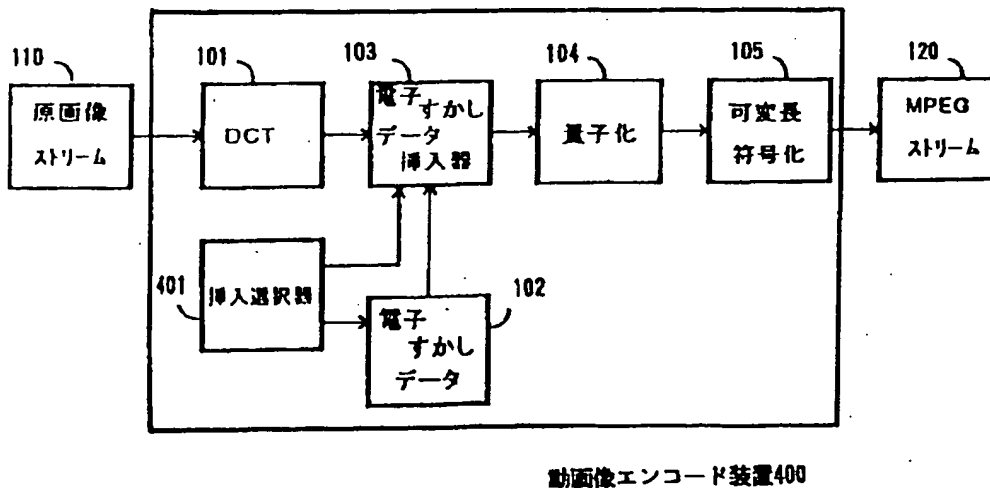 110
原画像
ストリーム
101
DCT
103
電子
すかし
データ
挿入器
104
量子化
105
可変長
符号化
120
MPEG
ストリーム
401
挿入選択器
102
電子
すかし
データ
動画像エンコード装置400